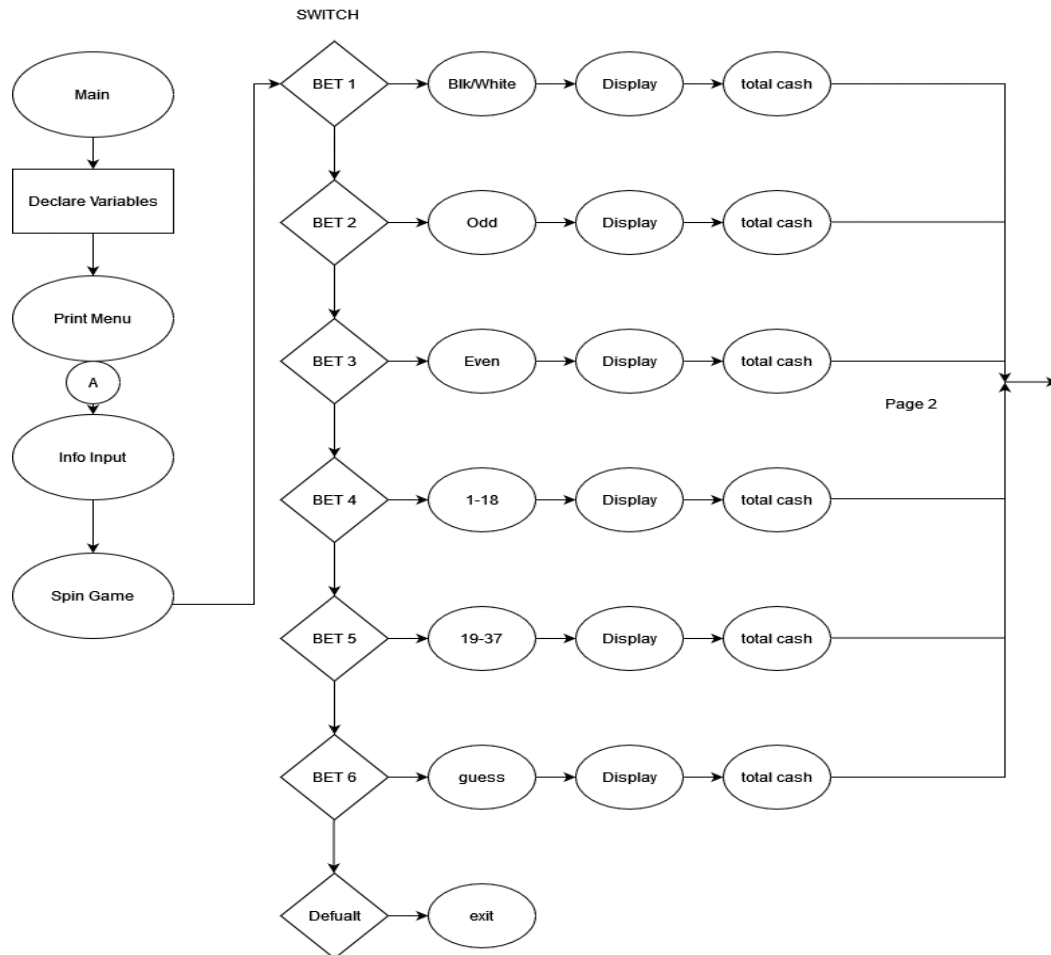 SWITCH
Main
Declare Variables
Print Menu
A
Info Input
Spin Game
BET 1
Blk/White
Display
total cash
BET 2
Odd
Display
total cash
BET 3
Even
Display
total cash
Page 2
BET 4
1-18
Display
total cash
BET 5
19-37
Display
total cash
BET 6
guess
Display
total cash
Defualt
exit